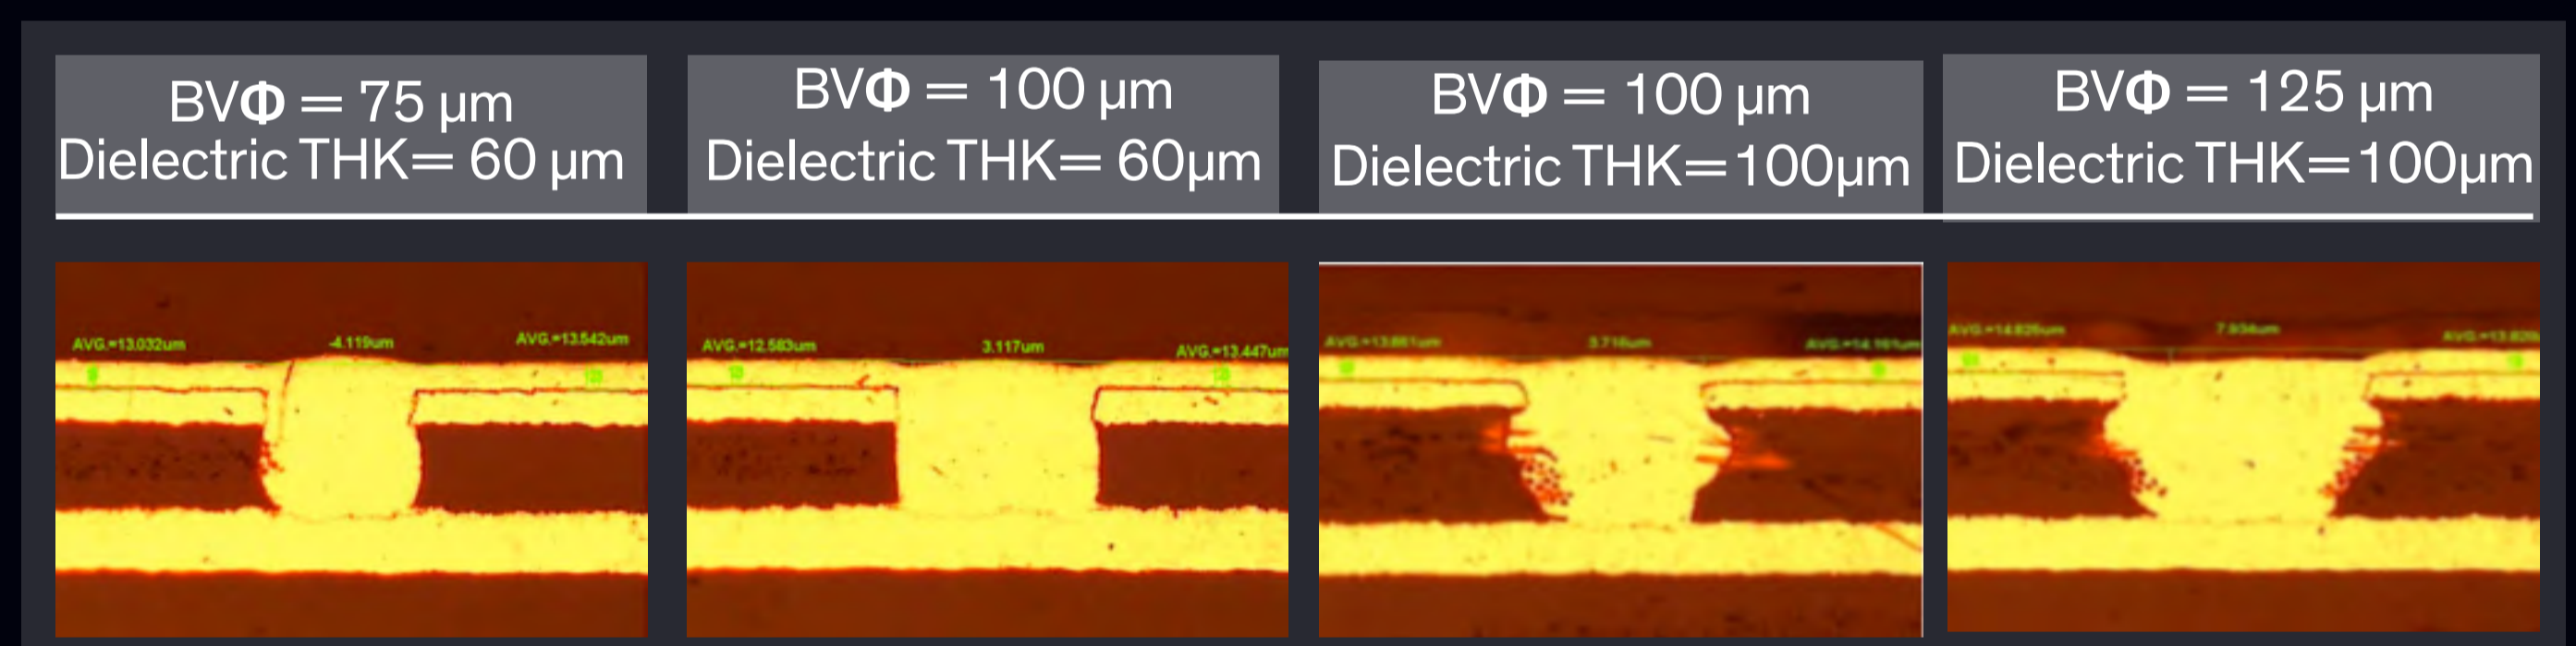 BVΦ = 75 μm
Dielectric THK= 60 μm
BVΦ = 100 μm
Dielectric THK= 60μm
BVΦ = 100 μm
Dielectric THK=100μm
BVΦ = 125 μm
Dielectric THK=100μm
AVG.=13.032um
-4.119um
AVG.=13.542um
AVG.=12.583um
3.117um
AVG.=13.447um
3.716um